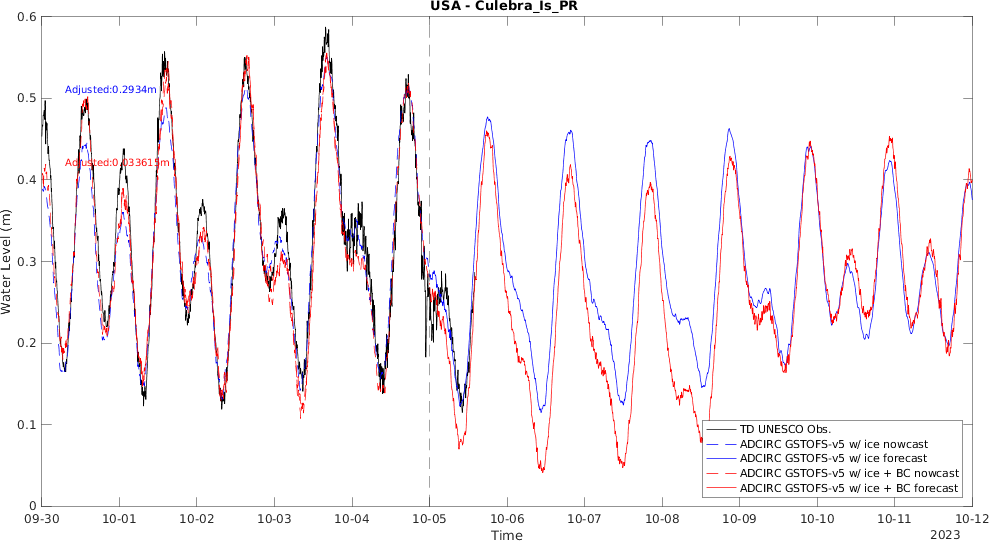 USA - Culebra_Is_PR
0.6
0.5
0.4
0.3
0.2
0.1
0
Water Level (m)
Adjusted:0.2934m
Adjusted:0.033615m
TD UNESCO Obs.
ADCIRC GSTOFS-v5 w/ ice nowcast
ADCIRC GSTOFS-v5 w/ ice forecast
ADCIRC GSTOFS-v5 w/ ice + BC nowcast
ADCIRC GSTOFS-v5 w/ ice + BC forecast
09-30 10-01 10-02 10-03 10-04 10-05 10-06 10-07 10-08 10-09 10-10 10-11 10-12
Time
2023